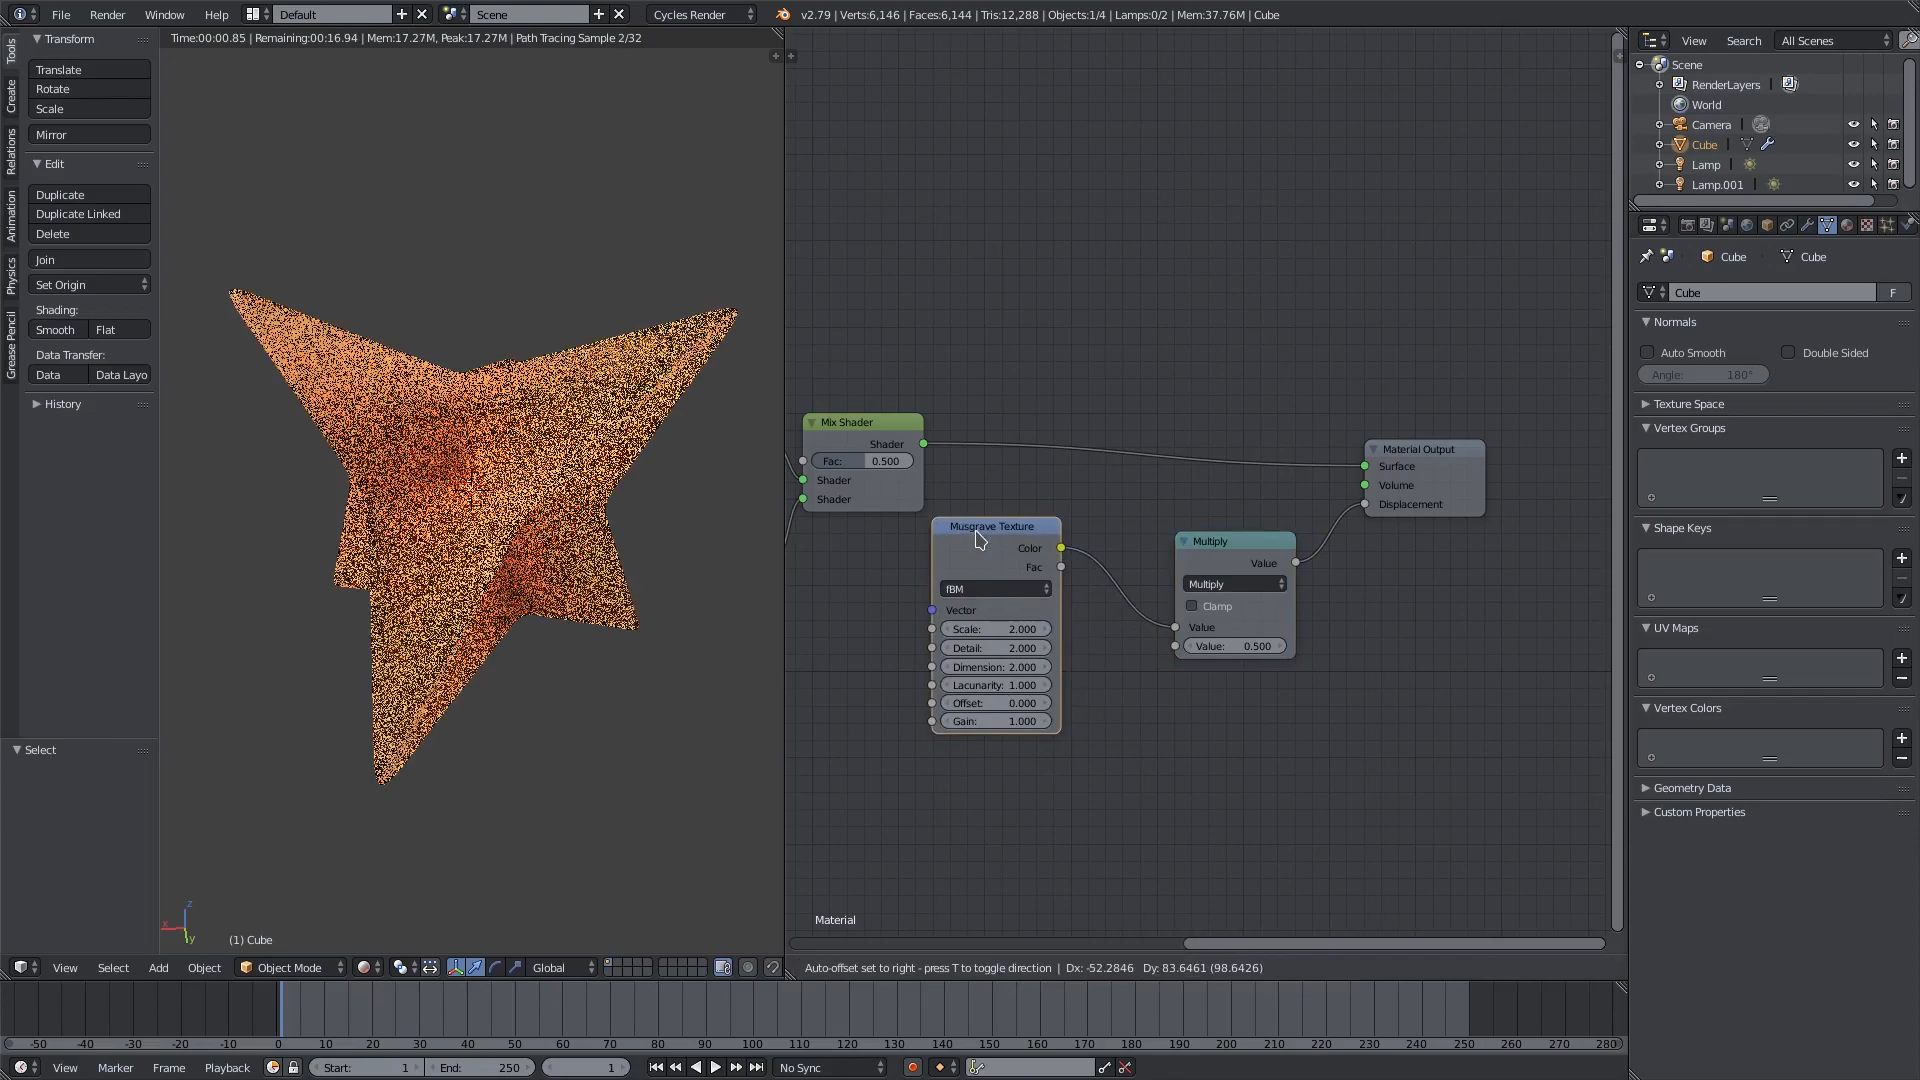 File Render Window Help Default Scene Cycles Render v2.79 | Verts:6,146 | Faces:6,144 | Tris:12,288 | Objects:1/4 | Lamps:0/2 | Mem:37.76M | Cube
Time:00:00.85 | Remaining:00:16.94 | Mem:17.27M, Peak:17.27M | Path Tracing Sample 2/32
Tools
Create
Relations
Animation
Physics
Grease Pencil
Transform
Translate
Rotate
Scale
Mirror
Edit
Duplicate
Duplicate Linked
Delete
Join
Set Origin
Shading:
Smooth Flat
Data Transfer:
Data Data Layo
History
Select
z
x
y
(1) Cube
View Select Add Object Object Mode Global
Mix Shader
Shader
Fac: 0.500
Shader
Shader
Musgrave Texture
Color
Fac
fBM
Vector
Scale: 2.000
Detail: 2.000
Dimension: 2.000
Lacunarity: 1.000
Offset: 0.000
Gain: 1.000
Multiply
Value
Multiply
Clamp
Value
Value: 0.500
Material Output
Surface
Volume
Displacement
Material
Auto-offset set to right - press T to toggle direction | Dx: -52.2846 Dy: 83.6461 (98.6426)
View Search All Scenes
Scene
RenderLayers
World
Camera
Cube
Lamp
Lamp.001
Cube Cube
Cube F
Normals
Auto Smooth Double Sided
Angle: 180°
Texture Space
Vertex Groups
Shape Keys
UV Maps
Vertex Colors
Geometry Data
Custom Properties
-50 -40 -30 -20 -10 0 10 20 30 40 50 60 70 80 90 100 110 120 130 140 150 160 170 180 190 200 210 220 230 240 250 260 270 280
View Marker Frame Playback Start: 1 End: 250 1 No Sync